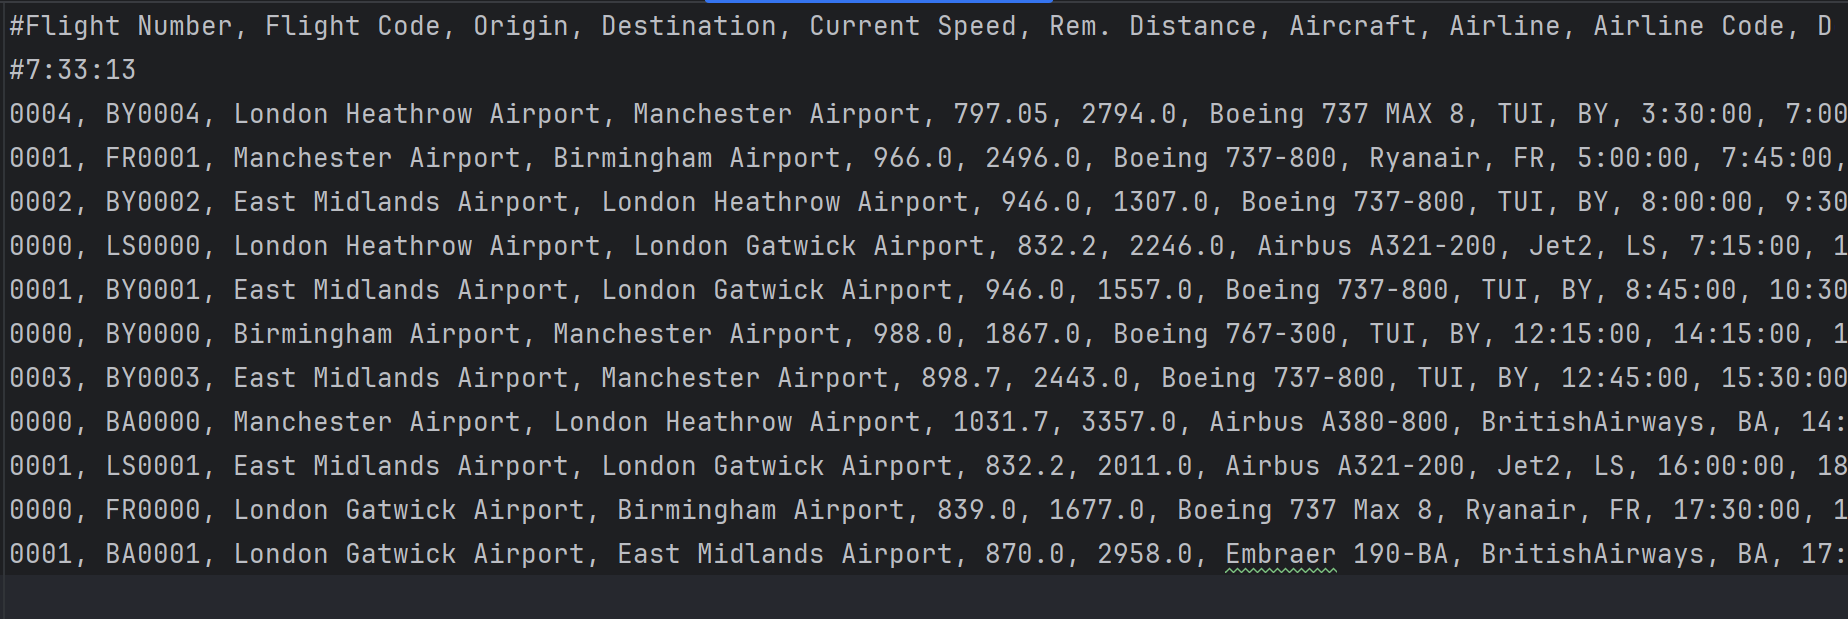 #Flight Number, Flight Code, Origin, Destination, Current Speed, Rem. Distance, Aircraft, Airline, Airline Code, D
#7:33:13
0004, BY0004, London Heathrow Airport, Manchester Airport, 797.05, 2794.0, Boeing 737 MAX 8, TUI, BY, 3:30:00, 7:00
0001, FR0001, Manchester Airport, Birmingham Airport, 966.0, 2496.0, Boeing 737-800, Ryanair, FR, 5:00:00, 7:45:00,
0002, BY0002, East Midlands Airport, London Heathrow Airport, 946.0, 1307.0, Boeing 737-800, TUI, BY, 8:00:00, 9:30
0000, LS0000, London Heathrow Airport, London Gatwick Airport, 832.2, 2246.0, Airbus A321-200, Jet2, LS, 7:15:00, 1
0001, BY0001, East Midlands Airport, London Gatwick Airport, 946.0, 1557.0, Boeing 737-800, TUI, BY, 8:45:00, 10:30
0000, BY0000, Birmingham Airport, Manchester Airport, 988.0, 1867.0, Boeing 767-300, TUI, BY, 12:15:00, 14:15:00, 1
0003, BY0003, East Midlands Airport, Manchester Airport, 898.7, 2443.0, Boeing 737-800, TUI, BY, 12:45:00, 15:30:00
0000, BA0000, Manchester Airport, London Heathrow Airport, 1031.7, 3357.0, Airbus A380-800, BritishAirways, BA, 14:
0001, LS0001, East Midlands Airport, London Gatwick Airport, 832.2, 2011.0, Airbus A321-200, Jet2, LS, 16:00:00, 18
0000, FR0000, London Gatwick Airport, Birmingham Airport, 839.0, 1677.0, Boeing 737 Max 8, Ryanair, FR, 17:30:00, 1
0001, BA0001, London Gatwick Airport, East Midlands Airport, 870.0, 2958.0, Embraer 190-BA, BritishAirways, BA, 17: